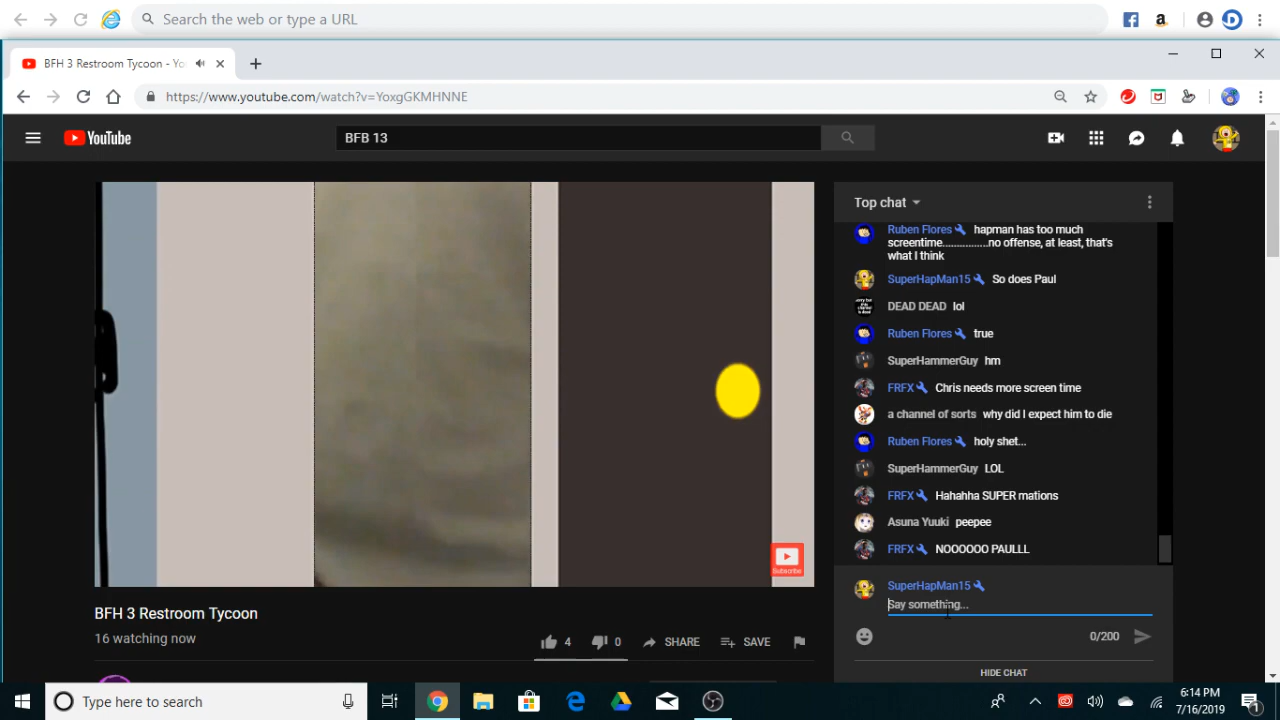 Search the web or type a URL
BFH 3 Restroom Tycoon - Yo
https://www.youtube.com/watch?v=YoxgGKMHNNE
YouTube
BFB 13
Top chat
Ruben Flores hapman has too much
screentime................no offense, at least, that's
what I think
SuperHapMan15 So does Paul
DEAD DEAD lol
Ruben Flores true
SuperHammerGuy hm
FRFX Chris needs more screen time
a channel of sorts why did I expect him to die
Ruben Flores holy shet...
SuperHammerGuy LOL
FRFX Hahahha SUPER mations
Asuna Yuuki peepee
FRFX NOOOOOO PAULLL
Subscribe
SuperHapMan15
Say something...
0/200
HIDE CHAT
BFH 3 Restroom Tycoon
16 watching now
4
0
SHARE
SAVE
Type here to search
6:14 PM
7/16/2019
1